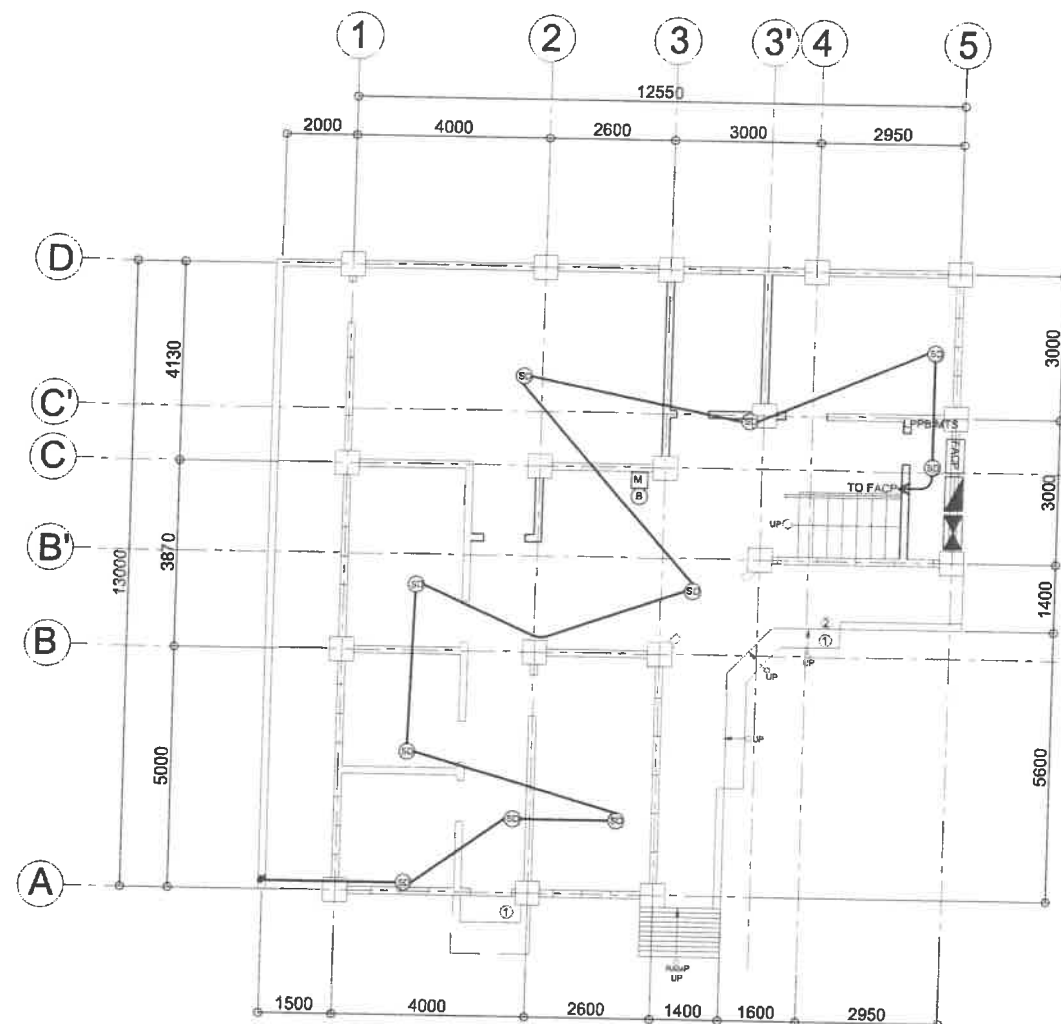 1 2 3 3' 4 5
12550
2000 4000 2600 3000 2950
D
4130
3000
C'
SD SD
SD
C
M
B
SD
FACP
TO FACP
3000
UP
B'
13000
3870
SD SD
1400
B
2
1
UP
UP
UP
5000
SD
5600
SD SD
A
SD
1
UP
1500 4000 2600 1400 1600 2950